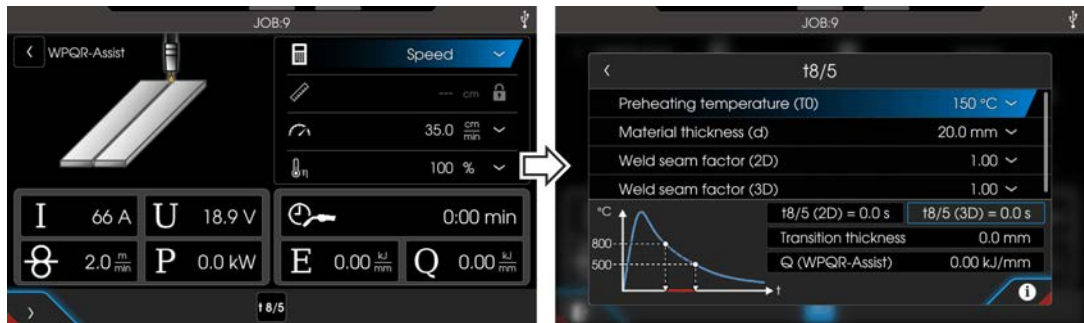 JOB:9
WPQR-Assist
Speed
--- cm
35.0 cm/min
η 100 %
I 66 A U 18.9 V
0:00 min
2.0 m/min P 0.0 kW
E 0.00 kJ/mm Q 0.00 kJ/mm
t 8/5
JOB:9
t8/5
Preheating temperature (T0) 150 °C
Material thickness (d) 20.0 mm
Weld seam factor (2D) 1.00
Weld seam factor (3D) 1.00
°C
800
500
t
t8/5 (2D) = 0.0 s t8/5 (3D) = 0.0 s
Transition thickness 0.0 mm
Q (WPQR-Assist) 0.00 kJ/mm
i